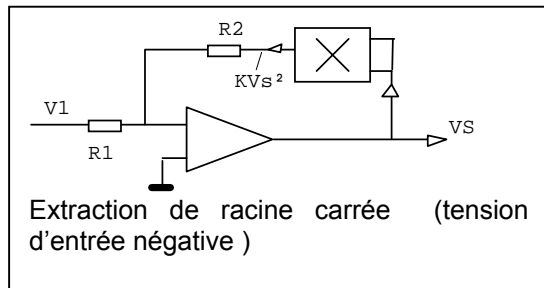 R2
KVs²
V1
VS
R1
Extraction de racine carrée (tension
d'entrée négative )